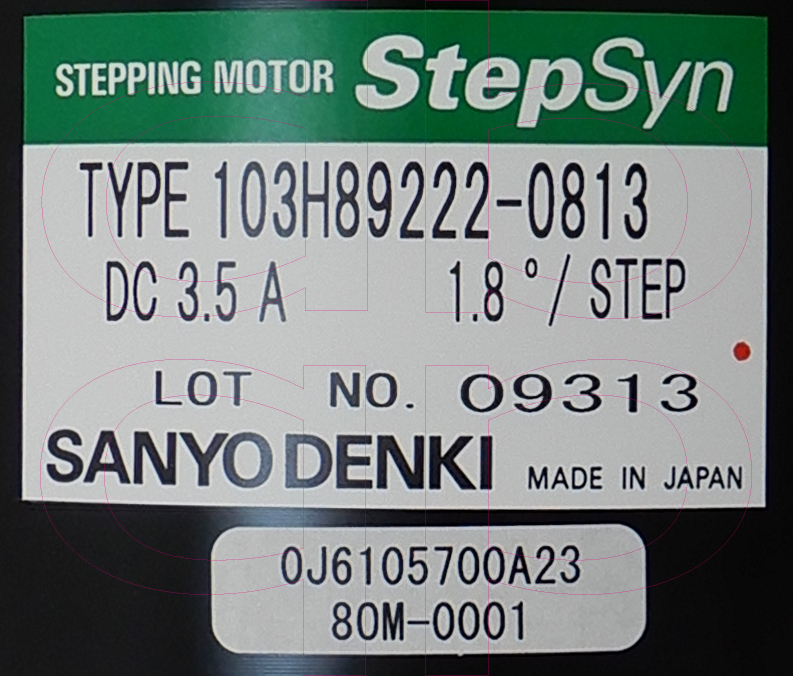 STEPPING MOTOR StepSyn
TYPE 103H89222-0813
DC 3.5 A 1.8°/ STEP
LOT NO. 09313
SANYO DENKI MADE IN JAPAN
0J6105700A23
80M-0001